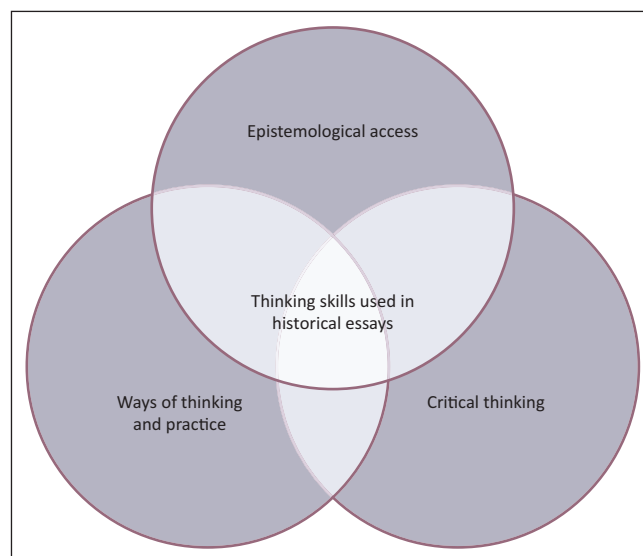 Epistemological access
Thinking skills used in
historical essays
Ways of thinking
and practice
Critical thinking